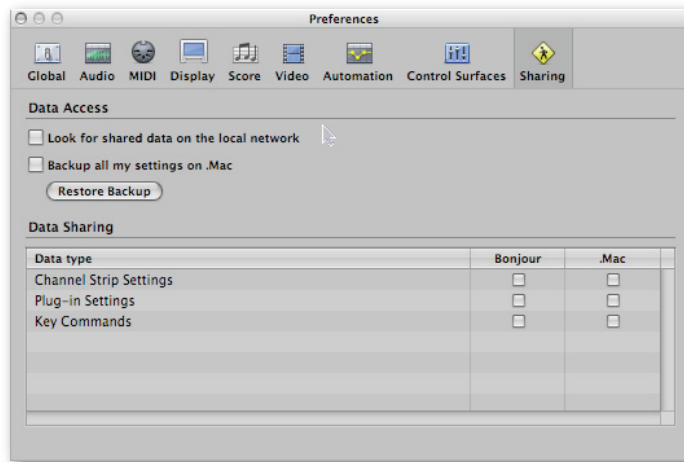 Preferences
Global Audio MIDI Display Score Video Automation Control Surfaces Sharing
Data Access
Look for shared data on the local network
Backup all my settings on .Mac
Restore Backup
Data Sharing
Data type Bonjour .Mac
Channel Strip Settings
Plug-in Settings
Key Commands